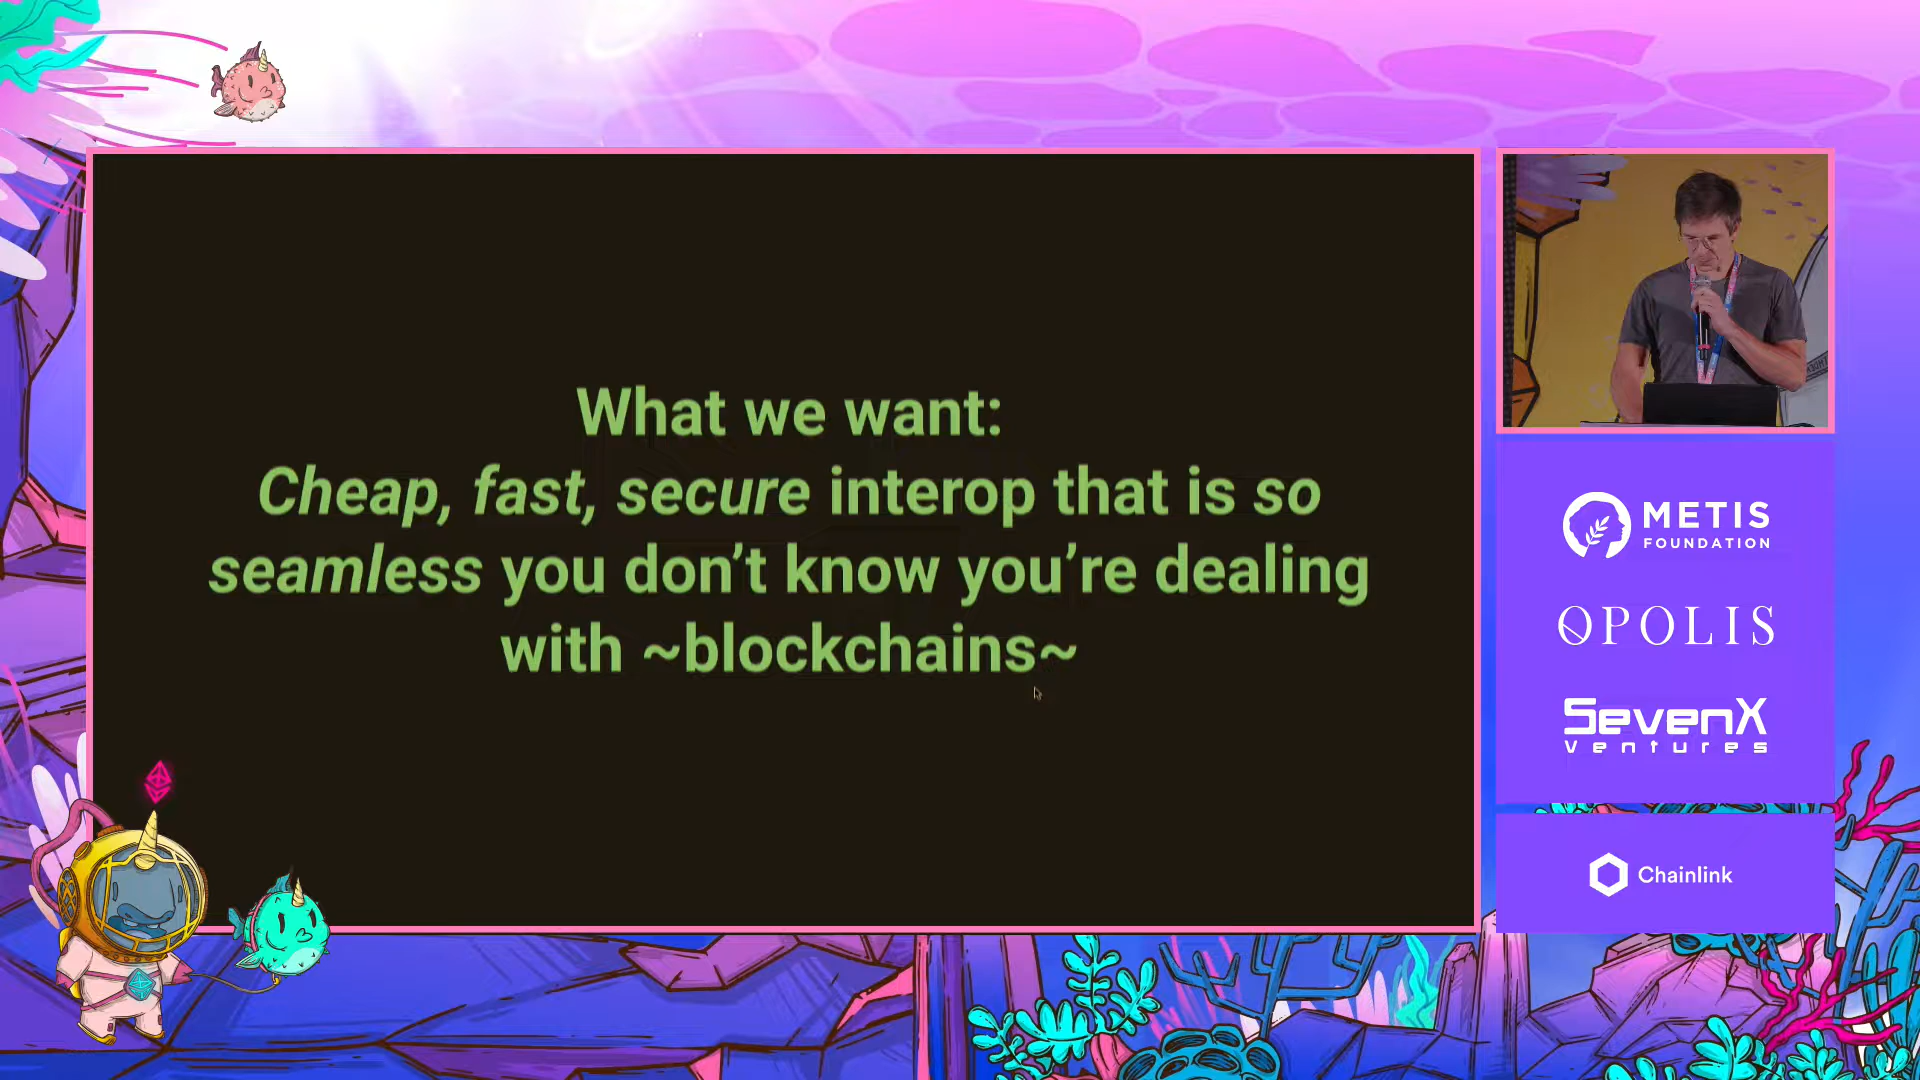 What we want:
Cheap, fast, secure interop that is so
seamless you don’t know you’re dealing
with ~blockchains~
METIS
FOUNDATION
OPOLIS
SevenX
Ventures
Chainlink